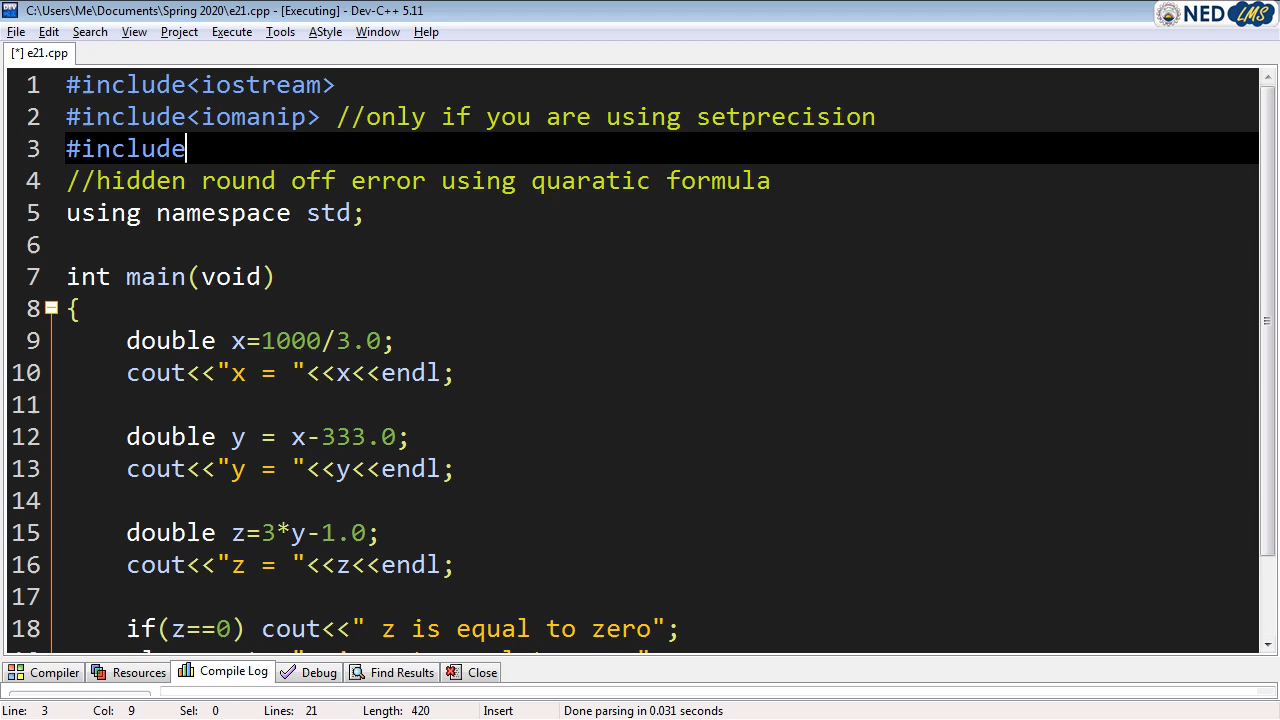 C:\Users\Me\Documents\Spring 2020\e21.cpp - [Executing] - Dev-C++ 5.11
NED LMS
File Edit Search View Project Execute Tools AStyle Window Help
[*] e21.cpp
1 #include<iostream>
2 #include<iomanip> //only if you are using setprecision
3 #include
4 //hidden round off error using quaratic formula
5 using namespace std;
6
7 int main(void)
8 {
9 double x=1000/3.0;
10 cout<<"x = "<<x<<endl;
11
12 double y = x-333.0;
13 cout<<"y = "<<y<<endl;
14
15 double z=3*y-1.0;
16 cout<<"z = "<<z<<endl;
17
18 if(z==0) cout<<" z is equal to zero";
Compiler Resources Compile Log Debug Find Results Close
Line: 3 Col: 9 Sel: 0 Lines: 21 Length: 420 Insert Done parsing in 0.031 seconds